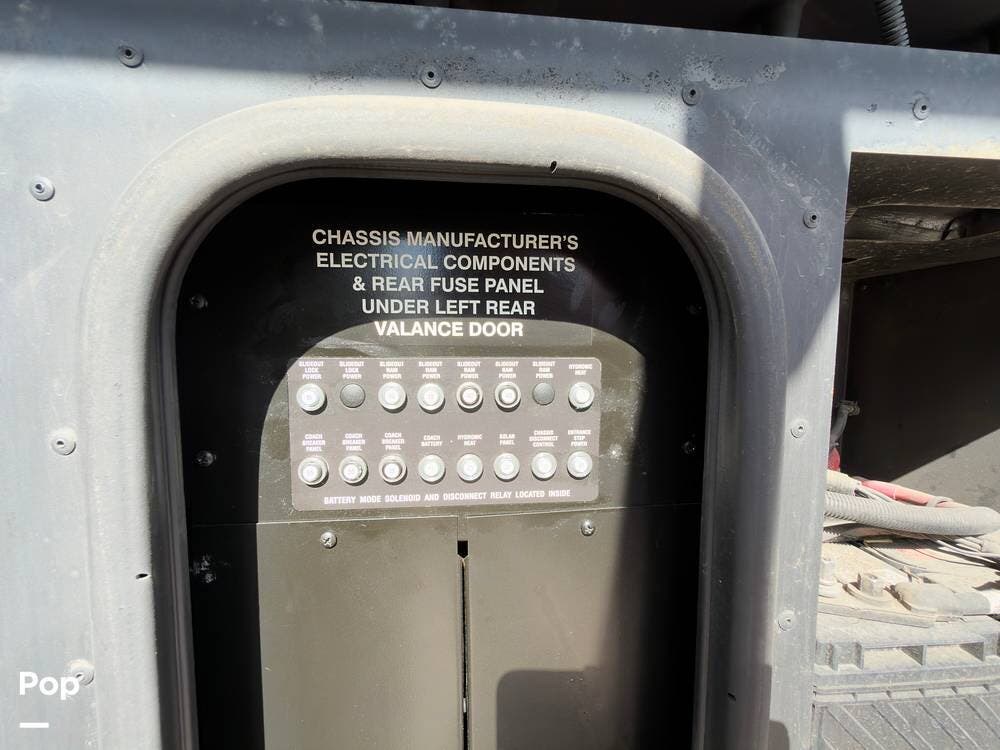 CHASSIS MANUFACTURER'S
ELECTRICAL COMPONENTS
& REAR FUSE PANEL
UNDER LEFT REAR
VALANCE DOOR
SLIDEOUT LOCK POWER
SLIDEOUT LOCK POWER
SLIDEOUT RAM POWER
SLIDEOUT RAM POWER
SLIDEOUT RAM POWER
SLIDEOUT RAM POWER
SLIDEOUT RAM POWER
HYDRONIC HEAT
COACH BREAKER PANEL
COACH BREAKER PANEL
COACH BREAKER PANEL
COACH BATTERY
HYDRONIC HEAT
SOLAR PANEL
CHASSIS DISCONNECT CONTROL
ENTRANCE STEP POWER
BATTERY MODE SOLENOID AND DISCONNECT RELAY LOCATED INSIDE
Pop